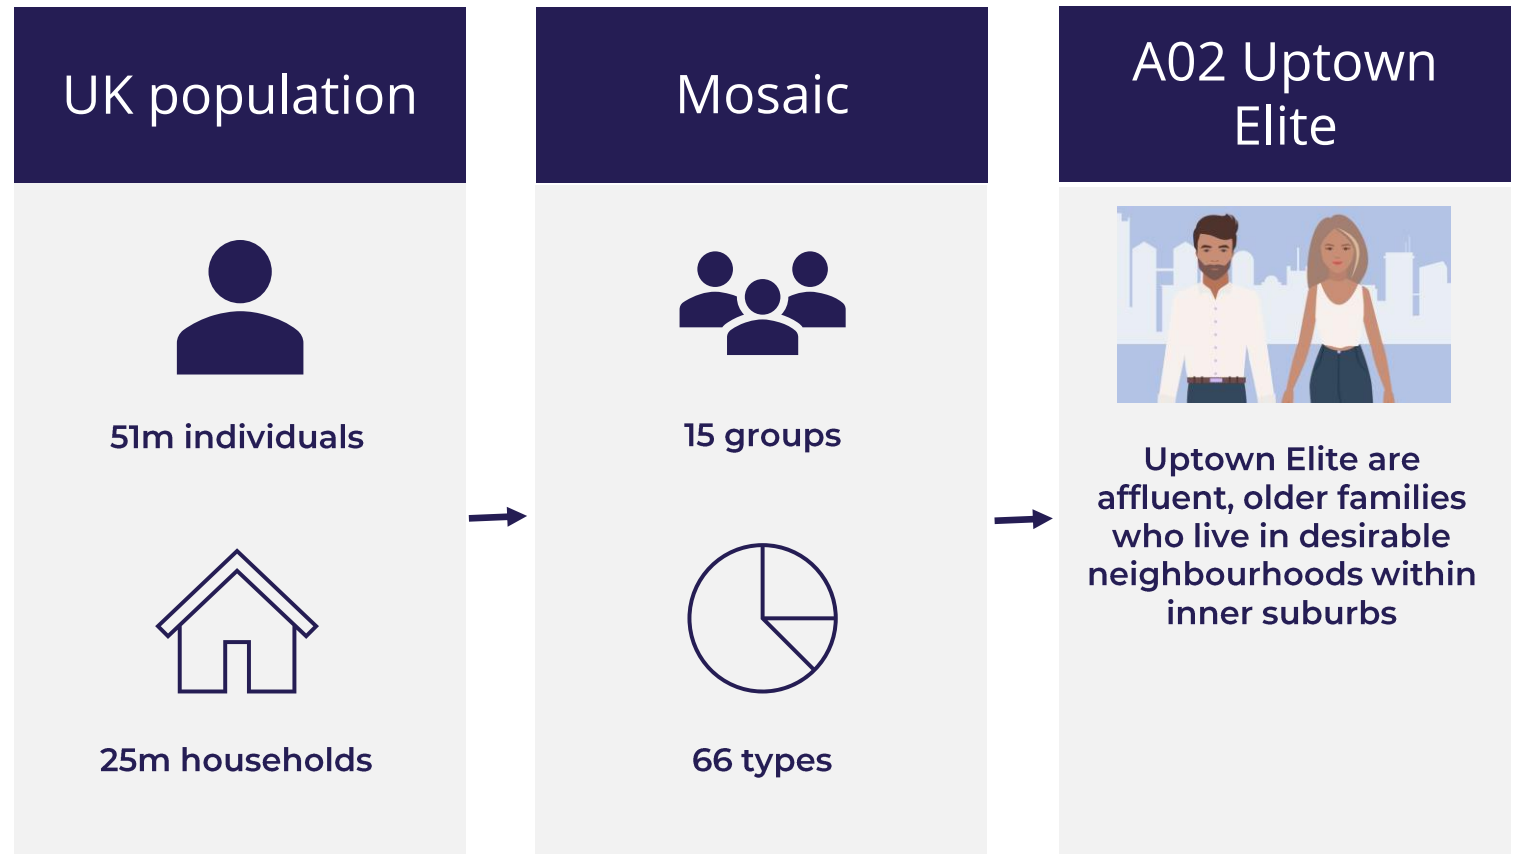 UK population
51m individuals
25m households
Mosaic
15 groups
66 types
A02 Uptown
Elite
Uptown Elite are
affluent, older families
who live in desirable
neighbourhoods within
inner suburbs